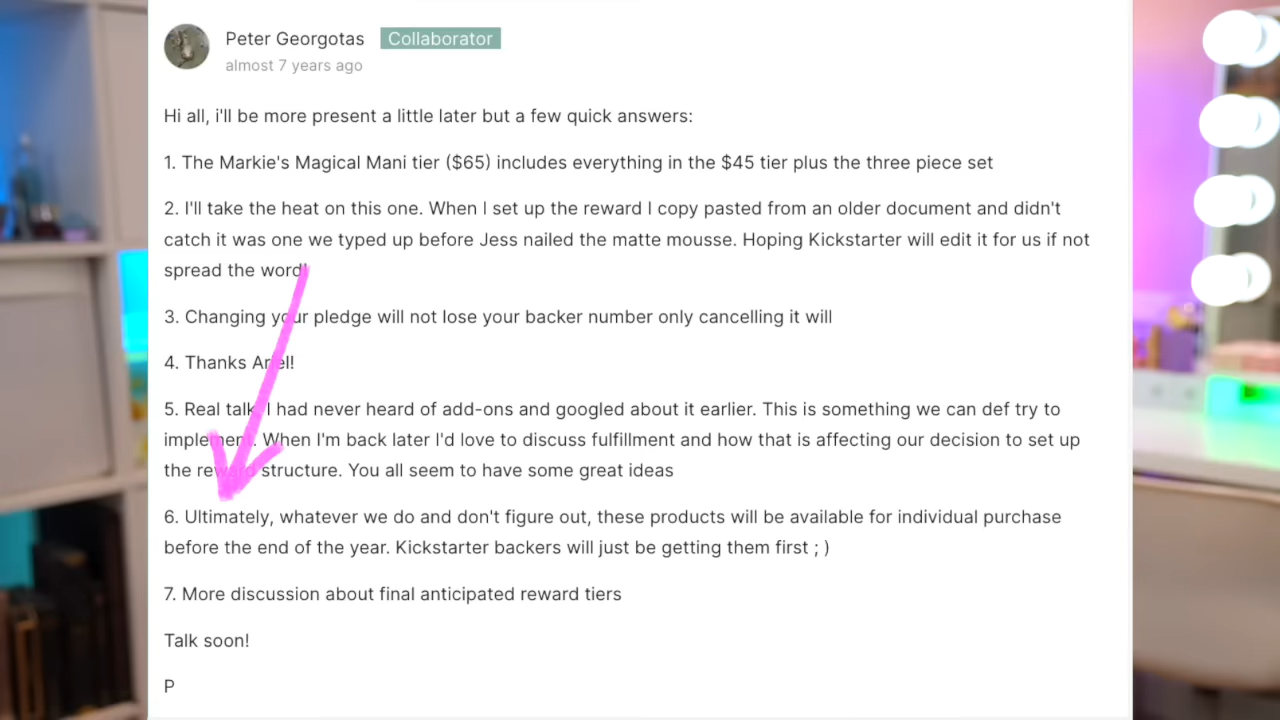 Peter Georgotas Collaborator
almost 7 years ago
Hi all, i'll be more present a little later but a few quick answers:
1. The Markie's Magical Mani tier ($65) includes everything in the $45 tier plus the three piece set
2. I'll take the heat on this one. When I set up the reward I copy pasted from an older document and didn't
catch it was one we typed up before Jess nailed the matte mousse. Hoping Kickstarter will edit it for us if not
spread the word!
3. Changing your pledge will not lose your backer number only cancelling it will
4. Thanks Ariel!
5. Real talk, I had never heard of add-ons and googled about it earlier. This is something we can def try to
implement. When I'm back later I'd love to discuss fulfillment and how that is affecting our decision to set up
the reward structure. You all seem to have some great ideas
6. Ultimately, whatever we do and don't figure out, these products will be available for individual purchase
before the end of the year. Kickstarter backers will just be getting them first ; )
7. More discussion about final anticipated reward tiers
Talk soon!
P